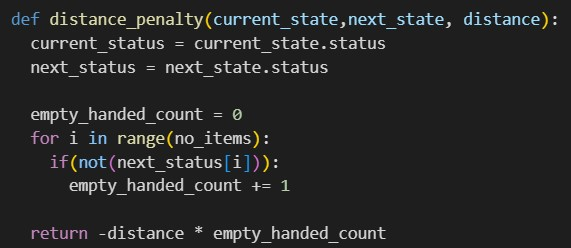 def distance_penalty(current_state,next_state, distance):
  current_status = current_state.status
  next_status = next_state.status

  empty_handed_count = 0
  for i in range(no_items):
    if(not(next_status[i])):
      empty_handed_count += 1

  return -distance * empty_handed_count